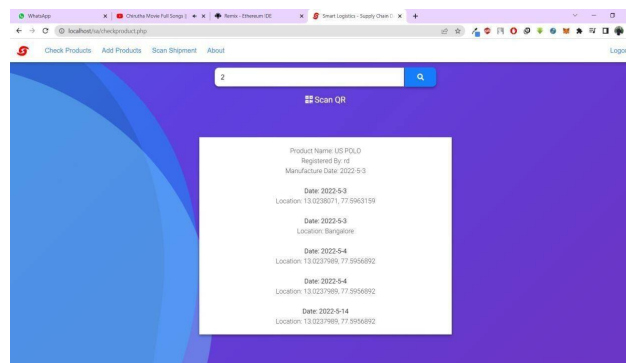 WhatsApp
Chirutha Movie Full Songs |
Remix - Ethereum IDE
Smart Logistics - Supply Chain
localhost/sa/checkproduct.php
Check Products Add Products Scan Shipment About
2
Scan QR
Product Name: US POLO
Registered By: rd
Manufacture Date: 2022-5-3
Date: 2022-5-3
Location: 13.0238071, 77.5963159
Date: 2022-5-3
Location: Bangalore
Date: 2022-5-4
Location: 13.0237989, 77.5956892
Date: 2022-5-4
Location: 13.0237989, 77.5956892
Date: 2022-5-14
Location: 13.0237989, 77.5956892